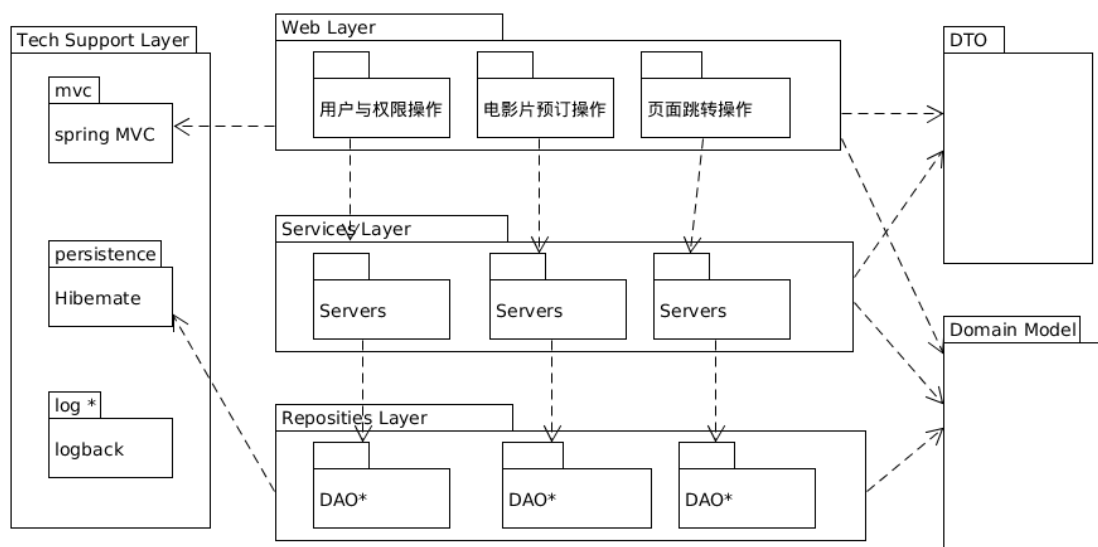 Tech Support Layer
mvc
spring MVC
persistence
Hibemate
log *
logback
Web Layer
用户与权限操作
电影片预订操作
页面跳转操作
Services Layer
Servers
Servers
Servers
Reposities Layer
DAO*
DAO*
DAO*
DTO
Domain Model